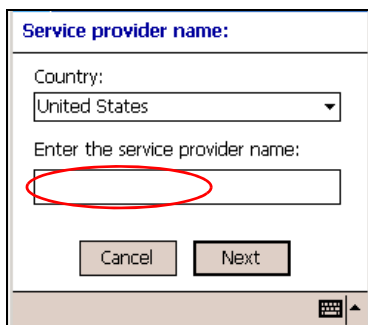 Service provider name:
Country:
United States
Enter the service provider name:
Cancel Next